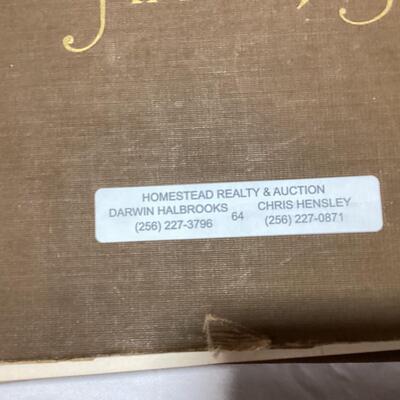 HOMESTEAD REALTY & AUCTION
DARWIN HALBROOKS 64 CHRIS HENSLEY
(256) 227-3796 (256) 227-0871